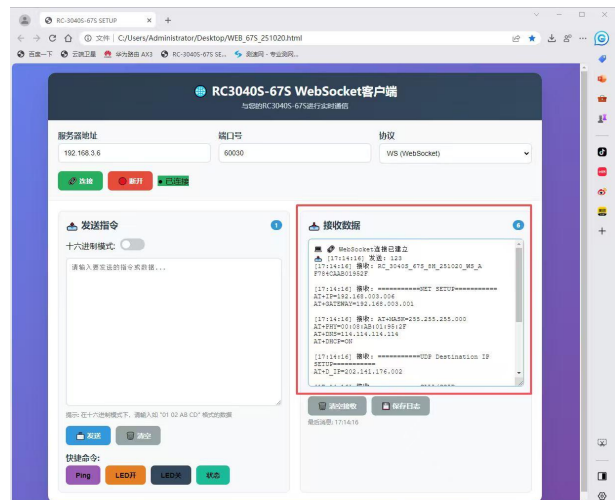 RC-3040S-67S SETUP
文件 | C:/Users/Administrator/Desktop/WEB_67S_251020.html
百度一下 云院卫星 华为路由 AX3 RC-3040S-67S SE... 测速网 - 专业测网...
RC3040S-67S WebSocket客户端
与您的RC3040S-67S进行实时通信
服务器地址 端口号 协议
192.168.3.6 60030 WS (WebSocket)
连接 断开 已连接
发送指令 1
十六进制模式:
请输入要发送的指令或数据...
提示: 在十六进制模式下，请输入如 "01 02 AB CD" 格式的数据
发送 清空
快捷命令:
Ping LED开 LED关 状态
接收数据 6
WebSocket连接已建立
[17:14:16] 发送: 123
[17:14:16] 接收: RC_3040S_67S_8M_251020_WS_A
F784CAAB01952F
[17:14:16] 接收: ===========NET SETUP===========
AT+IP=192.168.003.006
AT+GATEWAY=192.168.003.001
[17:14:16] 接收: AT+MASK=255.255.255.000
AT+PHY=00:08:AB:01:95:2F
AT+DNS=114.114.114.114
AT+DHCP=ON
[17:14:16] 接收: ===========UDP Destination IP
SETUP===========
AT+D_IP=202.141.176.002
清空接收 保存日志
最后消息: 17:14:16